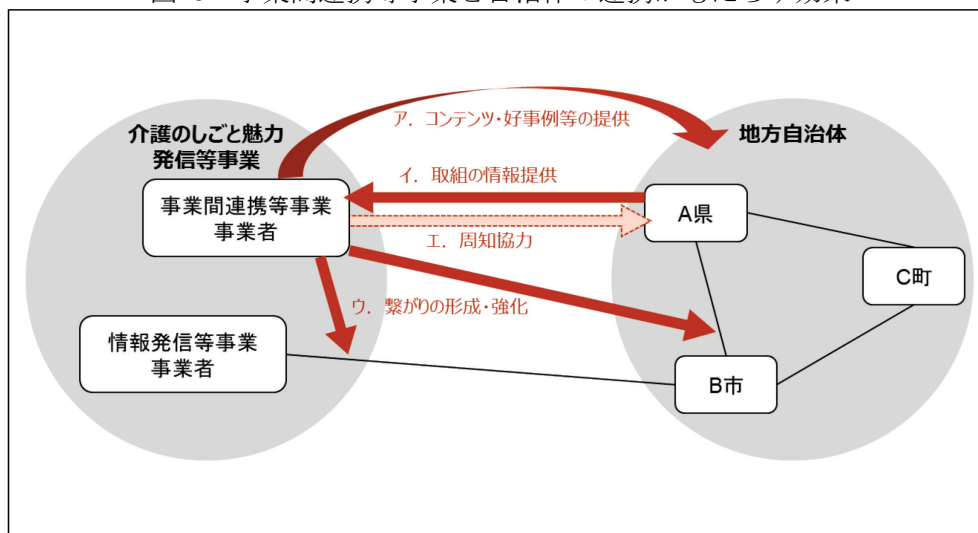 介護のしごと魅力
発信等事業
事業間連携等事業
事業者
情報発信等事業
事業者
ア．コンテンツ・好事例等の提供
イ．取組の情報提供
エ．周知協力
ウ．繋がりの形成・強化
地方自治体
A県
C町
B市